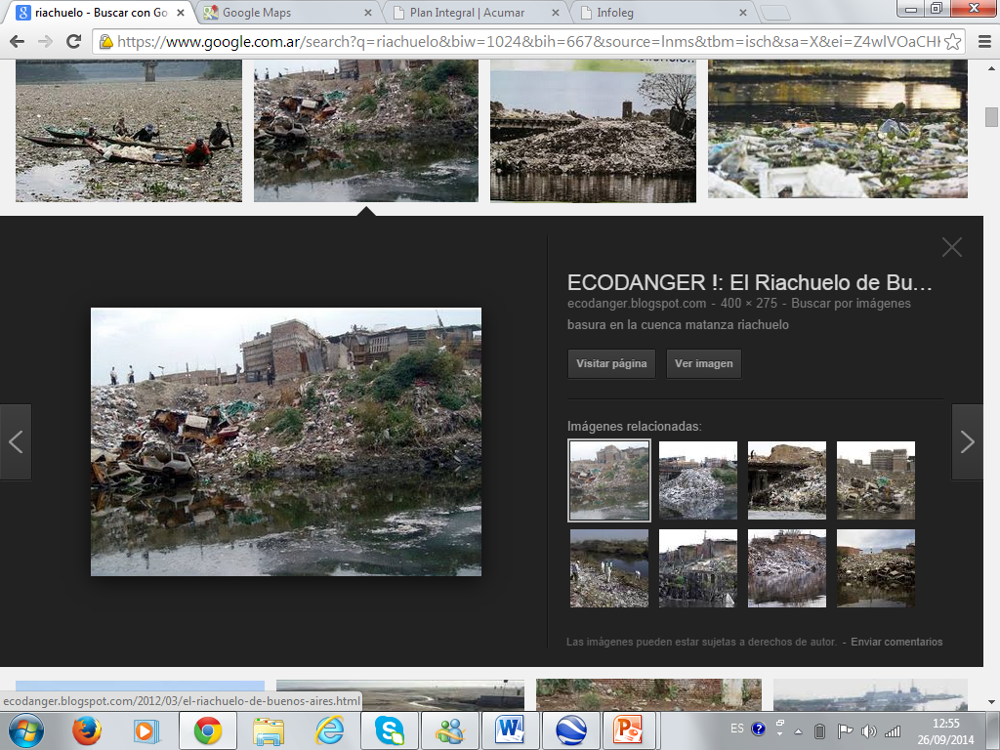 riachuelo - Buscar con Go
Google Maps
Plan Integral | Acumar
Infoleg
https://www.google.com.ar/search?q=riachuelo&biw=1024&bih=667&source=lnms&tbm=isch&sa=X&ei=Z4wlVOaCHI
ECODANGER !: El Riachuelo de Bu...
ecodanger.blogspot.com - 400 × 275 - Buscar por imágenes
basura en la cuenca matanza riachuelo
Visitar página
Ver imagen
Imágenes relacionadas:
Las imágenes pueden estar sujetas a derechos de autor. - Enviar comentarios
ecodanger.blogspot.com/2012/03/el-riachuelo-de-buenos-aires.html
ES
12:55
26/09/2014